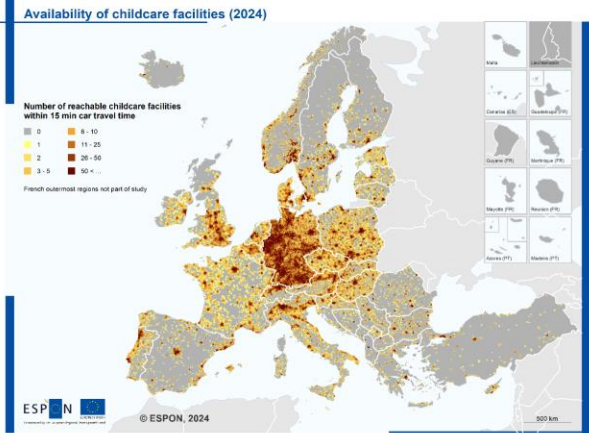 Availability of childcare facilities (2024)
Number of reachable childcare facilities
within 15 min car travel time
0
1
2
3 - 5
6 - 10
11 - 25
26 - 50
50 < ...
French outermost regions not part of study
Malta
Liechtenstein
Canarias (ES)
Guadeloupe (FR)
Guyane (FR)
Martinique (FR)
Mayotte (FR)
Réunion (FR)
Azores (PT)
Madeira (PT)
ESPON
© ESPON, 2024
500 km